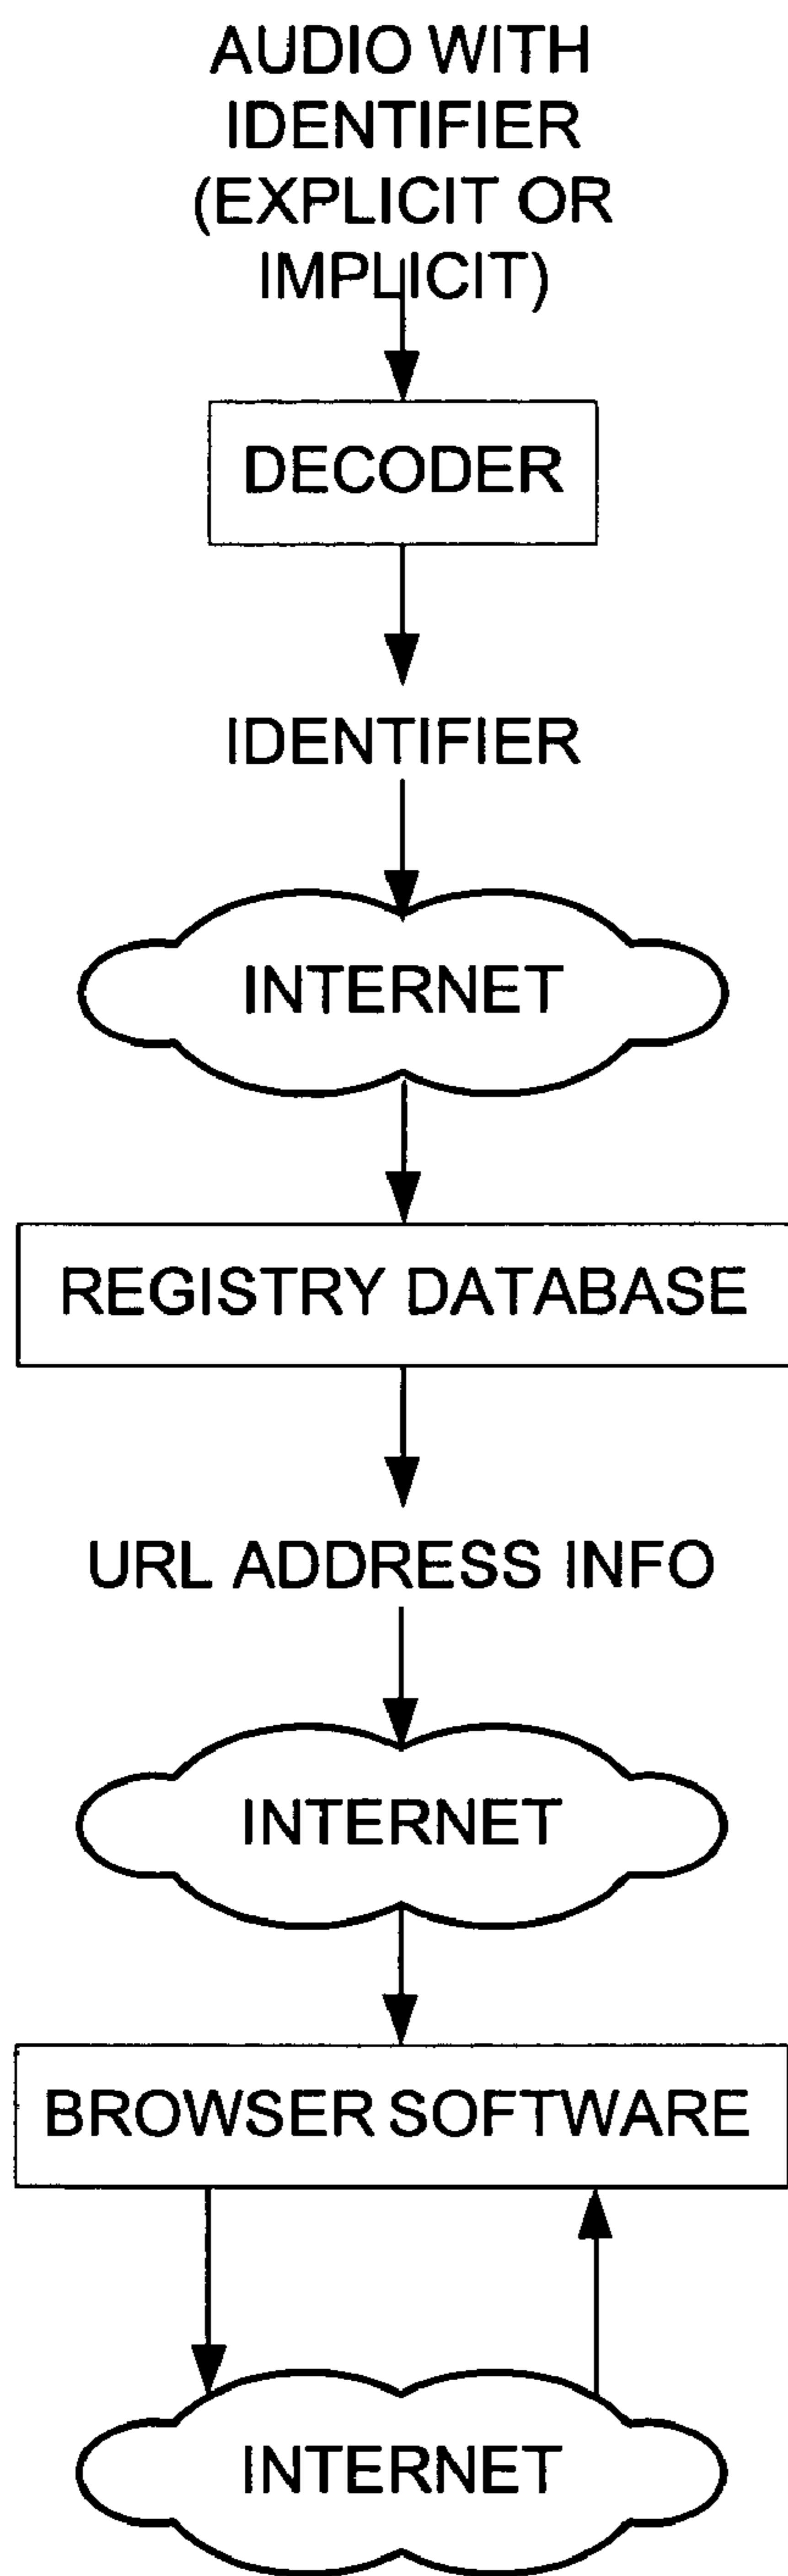 AUDIO WITH
IDENTIFIER
(EXPLICIT OR
IMPLICIT)
DECODER
IDENTIFIER
INTERNET
REGISTRY DATABASE
URL ADDRESS INFO
INTERNET
BROWSER SOFTWARE
INTERNET